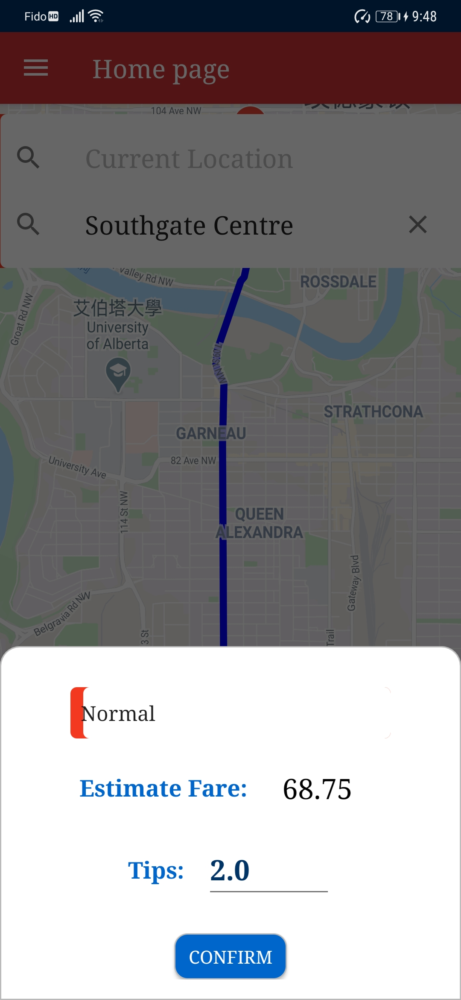 Fido HD 78 9:48
Home page
104 Ave NW
Current Location
Southgate Centre
Valley Rd NW
ROSSDALE
Groat Rd NW
艾伯塔大學
University
of Alberta
109 St NW
STRATHCONA
GARNEAU
82 Ave NW
University Ave
114 St NW
QUEEN
ALEXANDRA
Gateway Blvd
Belgravia Rd NW
3 St
Trail
Normal
Estimate Fare: 68.75
Tips: 2.0
CONFIRM